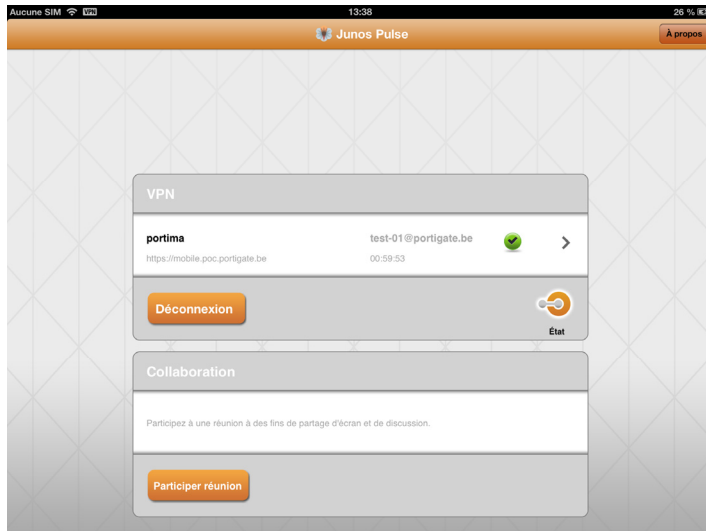 Aucune SIM VPN 13:38 26 %
Junos Pulse À propos
VPN
portima test-01@portigate.be
https://mobile.poc.portigate.be 00:59:53
Déconnexion
État
Collaboration
Participez à une réunion à des fins de partage d'écran et de discussion.
Participer réunion